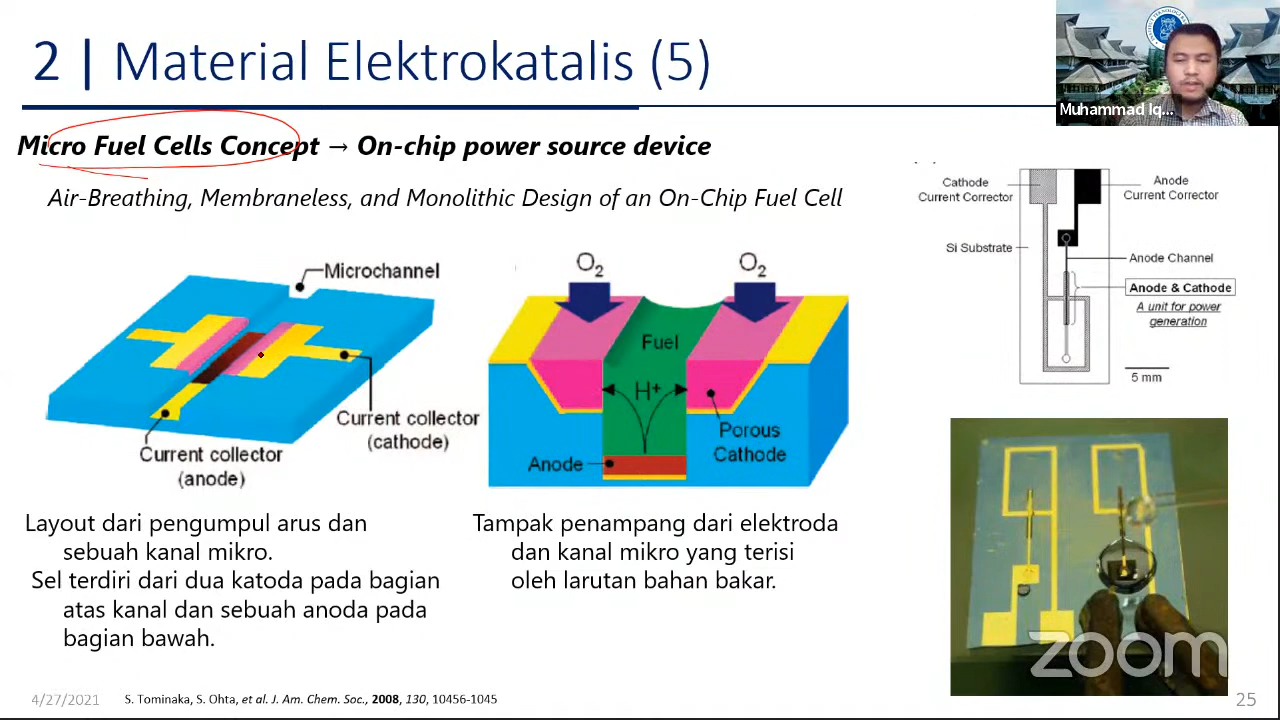 2 | Material Elektrokatalis (5)
Muhammad Iq...
Micro Fuel Cells Concept → On-chip power source device
Air-Breathing, Membraneless, and Monolithic Design of an On-Chip Fuel Cell
Microchannel
Current collector
(cathode)
Current collector
(anode)
O2
O2
Fuel
H+
Porous
Cathode
Anode
Cathode
Current Corrector
Anode
Current Corrector
Si Substrate
Anode Channel
Anode & Cathode
A unit for power
generation
5 mm
Layout dari pengumpul arus dan
sebuah kanal mikro.
Sel terdiri dari dua katoda pada bagian
atas kanal dan sebuah anoda pada
bagian bawah.
Tampak penampang dari elektroda
dan kanal mikro yang terisi
oleh larutan bahan bakar.
zoom
4/27/2021
S. Tominaka, S. Ohta, et al. J. Am. Chem. Soc., 2008, 130, 10456-1045
25